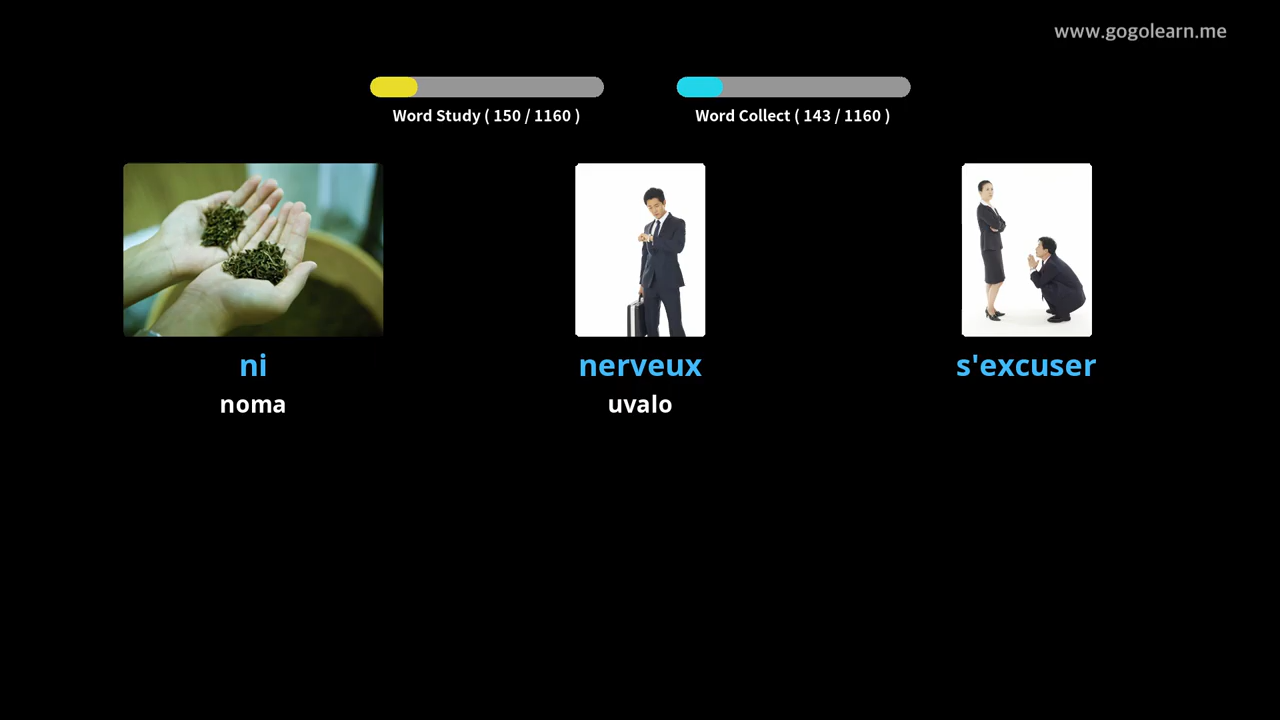 www.gogolearn.me
Word Study ( 150 / 1160 )
Word Collect ( 143 / 1160 )
ni
noma
nerveux
uvalo
s'excuser